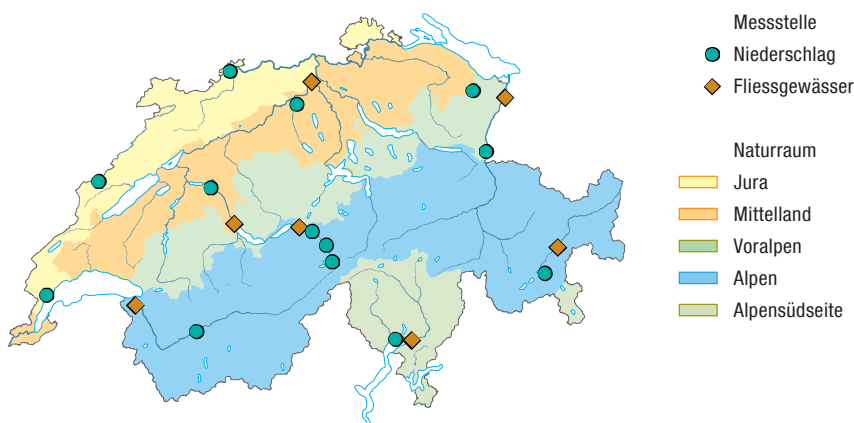 Messstelle
Niederschlag
Fliessgewässer
Naturraum
Jura
Mittelland
Voralpen
Alpen
Alpensüdseite